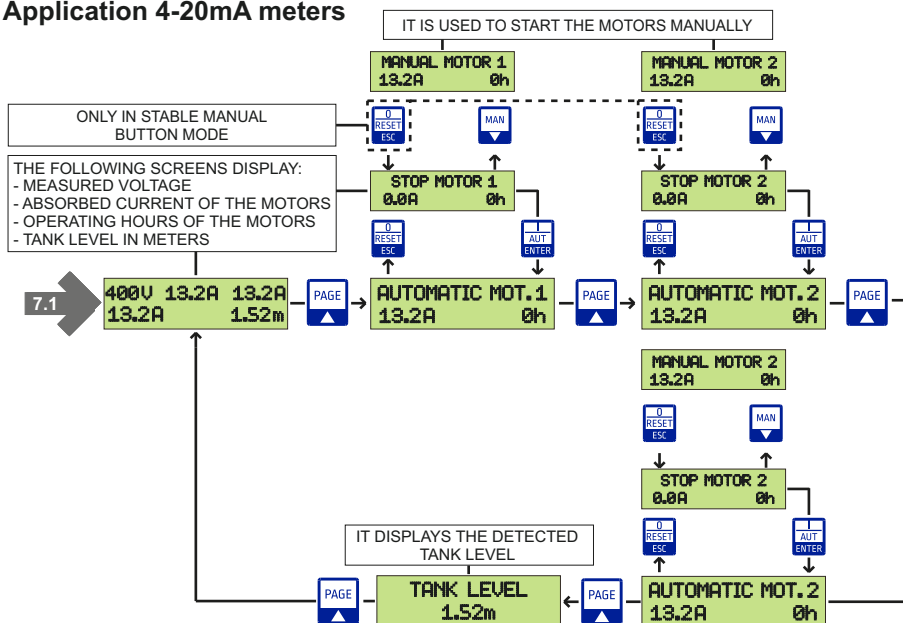 Application 4-20mA meters
IT IS USED TO START THE MOTORS MANUALLY
MANUAL MOTOR 1
13.2A 0h
MANUAL MOTOR 2
13.2A 0h
ONLY IN STABLE MANUAL
BUTTON MODE
0
RESET
ESC
MAN
0
RESET
ESC
MAN
THE FOLLOWING SCREENS DISPLAY:
- MEASURED VOLTAGE
- ABSORBED CURRENT OF THE MOTORS
- OPERATING HOURS OF THE MOTORS
- TANK LEVEL IN METERS
STOP MOTOR 1
0.0A 0h
STOP MOTOR 2
0.0A 0h
0
RESET
ESC
I
AUT
ENTER
0
RESET
ESC
I
AUT
ENTER
7.1
400V 13.2A 13.2A
13.2A 1.52m
PAGE
AUTOMATIC MOT.1
13.2A 0h
PAGE
AUTOMATIC MOT.2
13.2A 0h
PAGE
MANUAL MOTOR 2
13.2A 0h
0
RESET
ESC
MAN
STOP MOTOR 2
0.0A 0h
0
RESET
ESC
I
AUT
ENTER
IT DISPLAYS THE DETECTED
TANK LEVEL
PAGE
TANK LEVEL
1.52m
PAGE
AUTOMATIC MOT.2
13.2A 0h